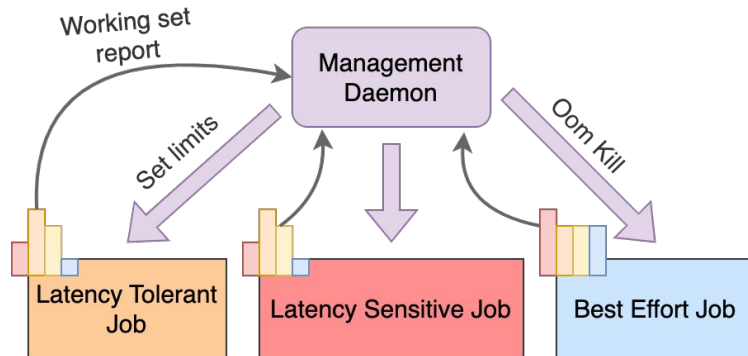 Working set
report
Management
Daemon
Set limits
Oom Kill
Latency Tolerant
Job
Latency Sensitive Job
Best Effort Job